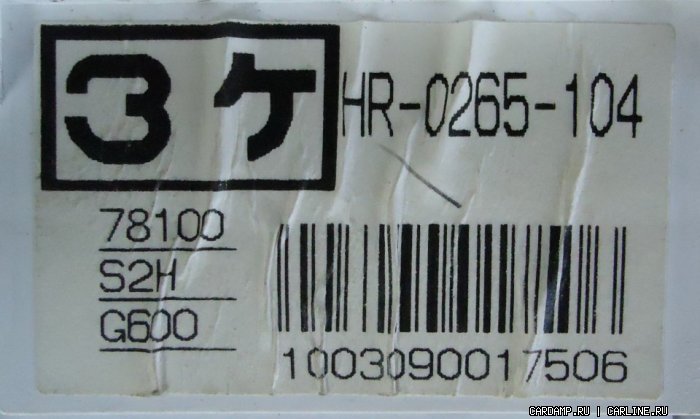 3ケ HR-0265-104
78100
S2H
G600
1003090017506
CARDAMP.RU | CARLINE.RU